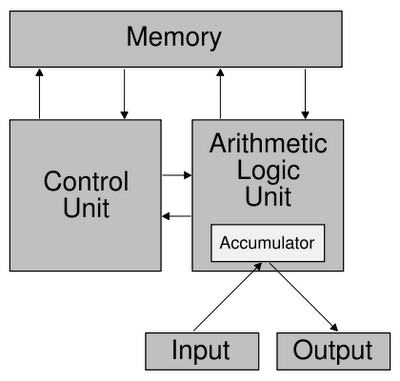 Memory
Control
Unit
Arithmetic
Logic
Unit
Accumulator
Input
Output